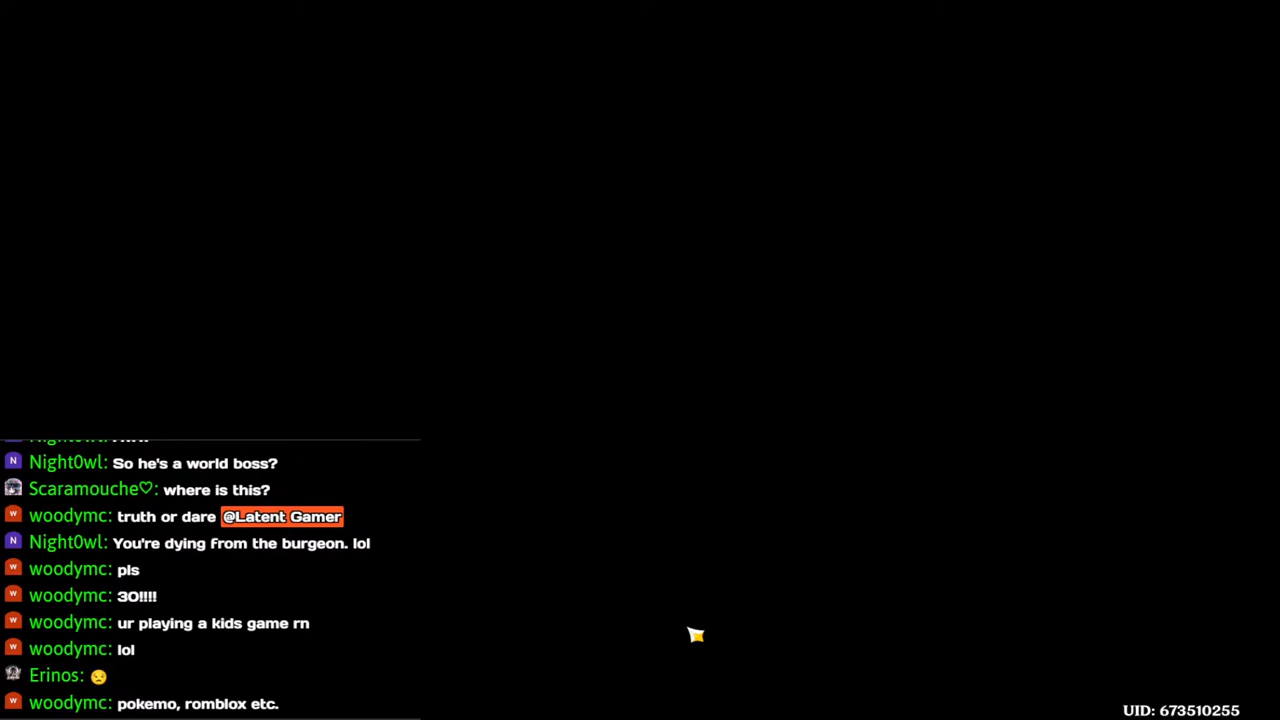 N Night0wl: So he's a world boss?
Scaramouche♡: where is this?
W woodymc: truth or dare @Latent Gamer
N Night0wl: You're dying from the burgeon. lol
W woodymc: pls
W woodymc: 30!!!!
W woodymc: ur playing a kids game rn
W woodymc: lol
Erinos: 😒
W woodymc: pokemo, romblox etc.
UID: 673510255